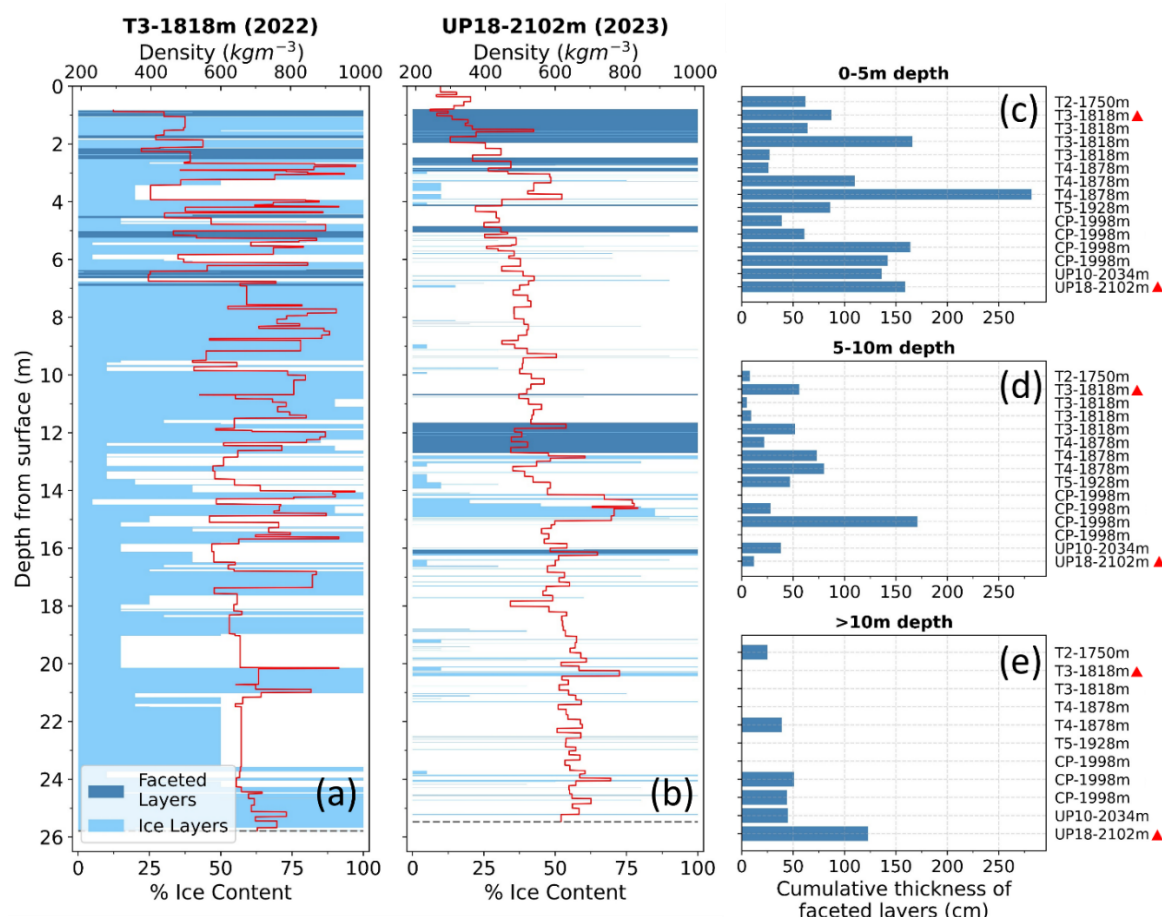 T3-1818m (2022)
Density (kgm⁻³)
200 400 600 800 1000
0
2
4
6
8
10
12
14
16
18
20
22
24
26
Depth from surface (m)
Faceted
Layers
Ice Layers
(a)
0 25 50 75 100
% Ice Content
UP18-2102m (2023)
Density (kgm⁻³)
200 400 600 800 1000
(b)
0 25 50 75 100
% Ice Content
0-5m depth
(c)
T2-1750m
T3-1818m
T3-1818m
T3-1818m
T3-1818m
T4-1878m
T4-1878m
T4-1878m
T5-1928m
CP-1998m
CP-1998m
CP-1998m
CP-1998m
UP10-2034m
UP18-2102m
0 50 100 150 200 250
5-10m depth
(d)
T2-1750m
T3-1818m
T3-1818m
T3-1818m
T3-1818m
T4-1878m
T4-1878m
T4-1878m
T5-1928m
CP-1998m
CP-1998m
CP-1998m
CP-1998m
UP10-2034m
UP18-2102m
0 50 100 150 200 250
>10m depth
(e)
T2-1750m
T3-1818m
T3-1818m
T4-1878m
T4-1878m
T5-1928m
CP-1998m
CP-1998m
CP-1998m
UP10-2034m
UP18-2102m
0 50 100 150 200 250
Cumulative thickness of
faceted layers (cm)